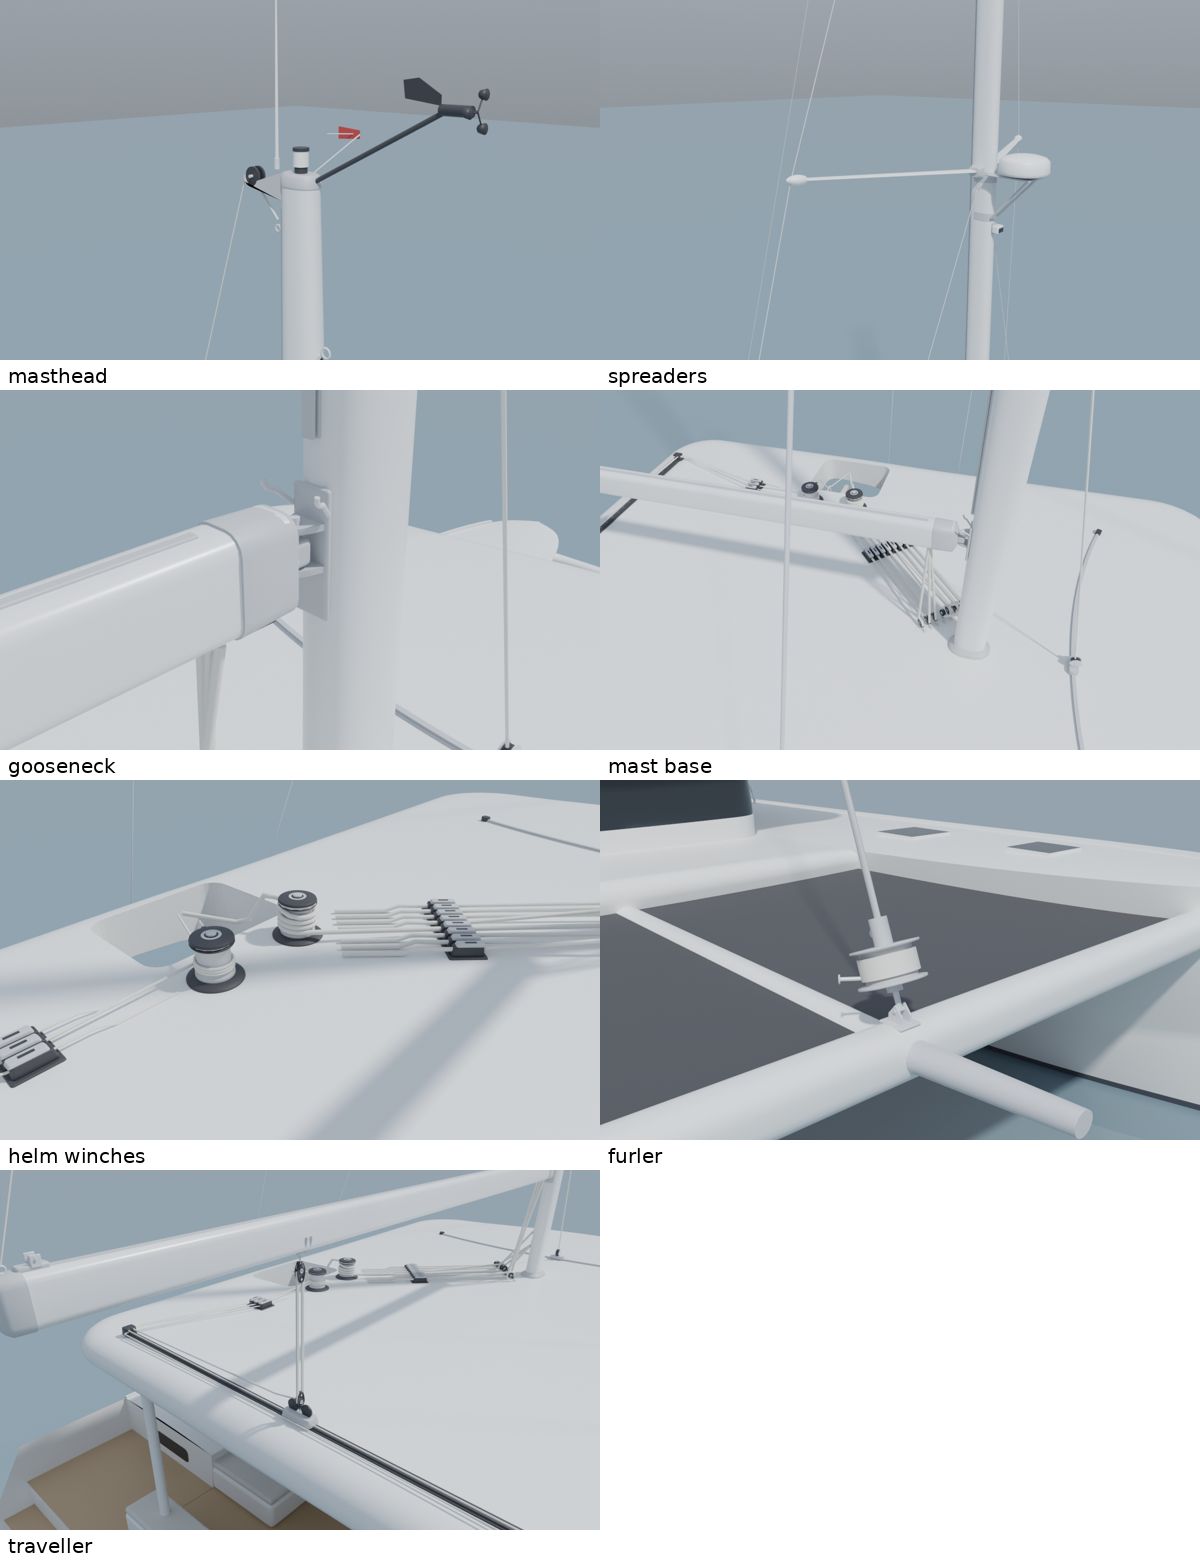 masthead
spreaders
gooseneck
mast base
helm winches
furler
traveller